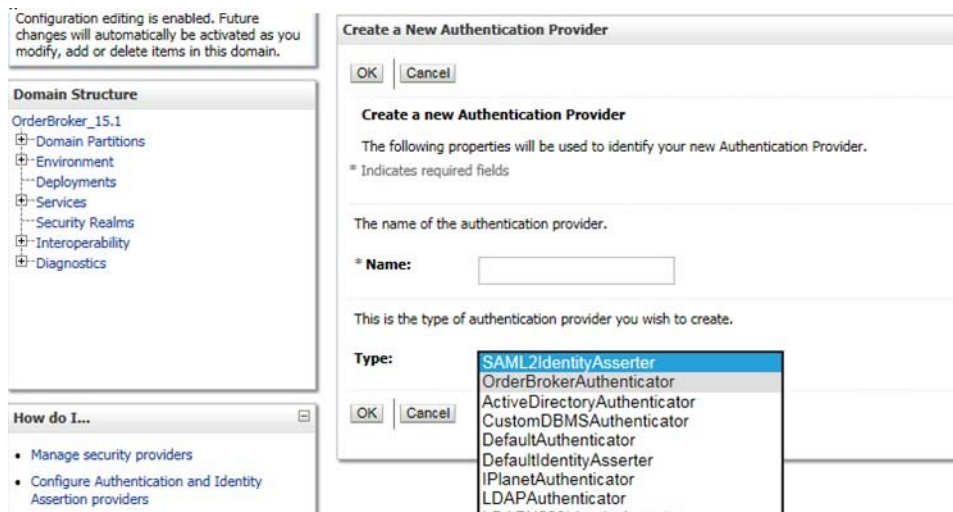 Configuration editing is enabled. Future
changes will automatically be activated as you
modify, add or delete items in this domain.
Domain Structure
OrderBroker_15.1
Domain Partitions
Environment
Deployments
Services
Security Realms
Interoperability
Diagnostics
How do I...
• Manage security providers
• Configure Authentication and Identity
Assertion providers
Create a New Authentication Provider
OK Cancel
Create a new Authentication Provider
The following properties will be used to identify your new Authentication Provider.
* Indicates required fields
The name of the authentication provider.
* Name:
This is the type of authentication provider you wish to create.
Type:
SAML2IdentityAsserter
OrderBrokerAuthenticator
ActiveDirectoryAuthenticator
CustomDBMSAuthenticator
DefaultAuthenticator
DefaultIdentityAsserter
IPlanetAuthenticator
LDAPAuthenticator
OK Cancel